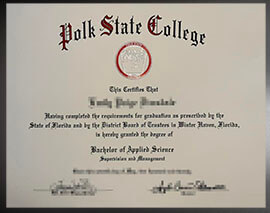 Polk State College
This Certifies That
Having completed the requirements for graduation as prescribed by the
State of Florida and by the District Board of Trustees in Winter Haven, Florida,
is hereby granted the degree of
Bachelor of Applied Science
Supervision and Management